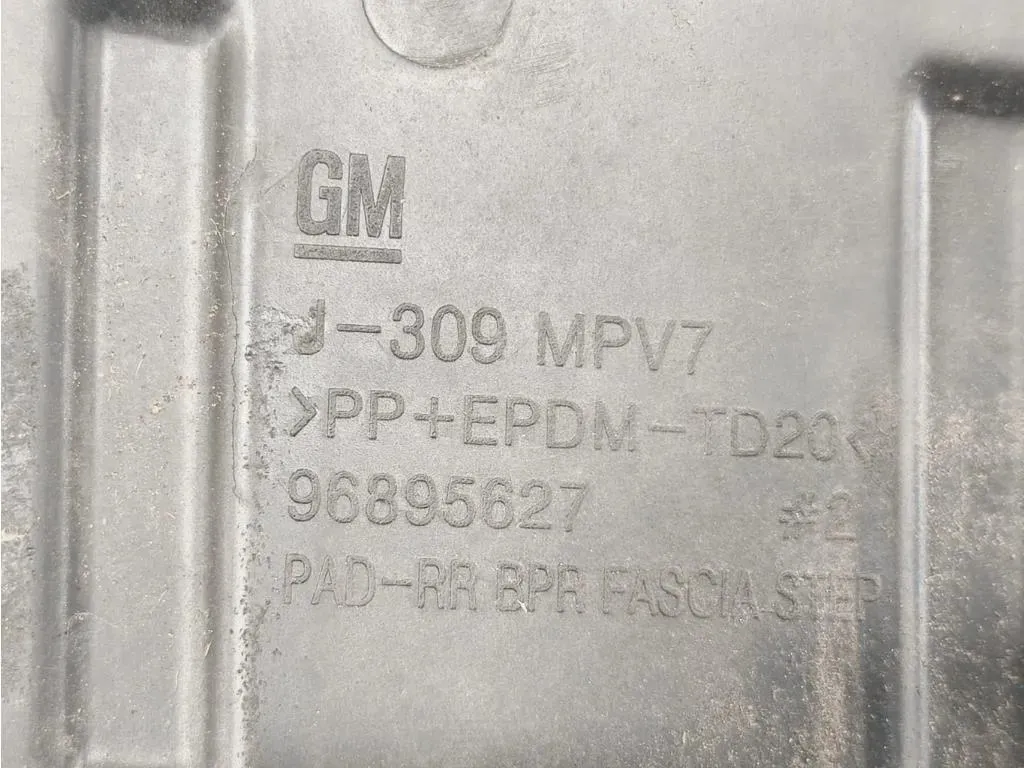 GM
J-309 MPV7
>PP+EPDM-TD20<
96895627 #2
PAD-RR BPR FASCIA STEP